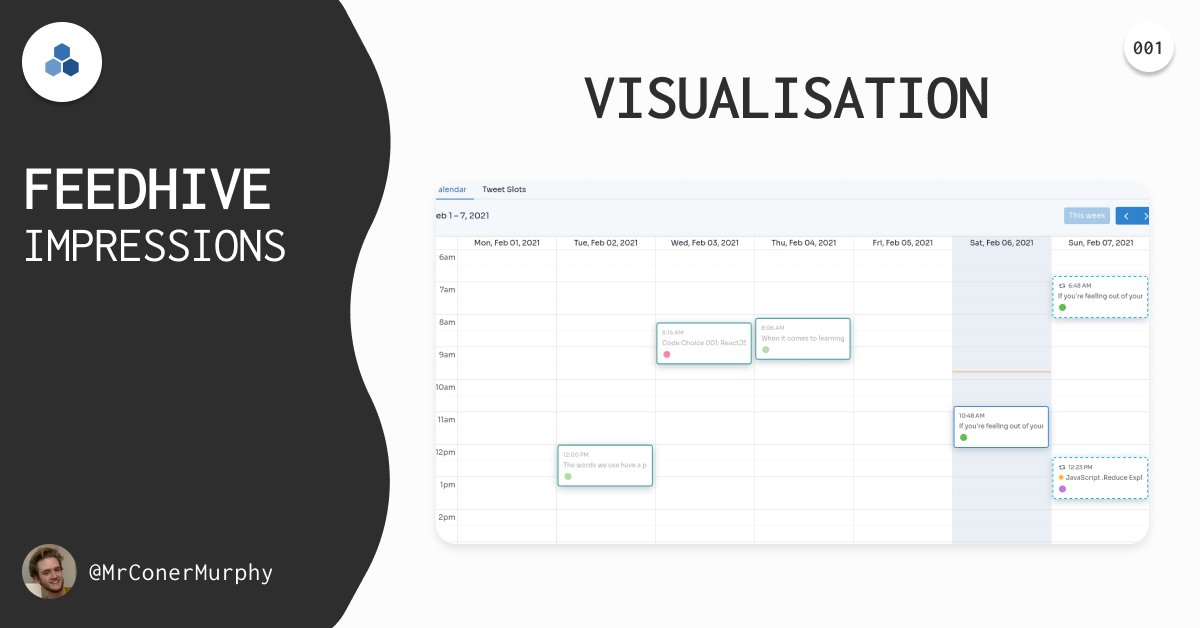 FEEDHIVE
IMPRESSIONS
@MrConerMurphy
001
VISUALISATION
alendar Tweet Slots
eb 1 – 7, 2021
This week
Mon, Feb 01, 2021 Tue, Feb 02, 2021 Wed, Feb 03, 2021 Thu, Feb 04, 2021 Fri, Feb 05, 2021 Sat, Feb 06, 2021 Sun, Feb 07, 2021
6am
7am
8am
9am
10am
11am
12pm
1pm
2pm
12:00 PM
The words we use have a p
8:14 AM
Code Choice 001: ReactJS
8:06 AM
When it comes to learning
10:48 AM
If you're feeling out of your
6:48 AM
If you're feeling out of your
12:23 PM
JavaScript .Reduce Expl